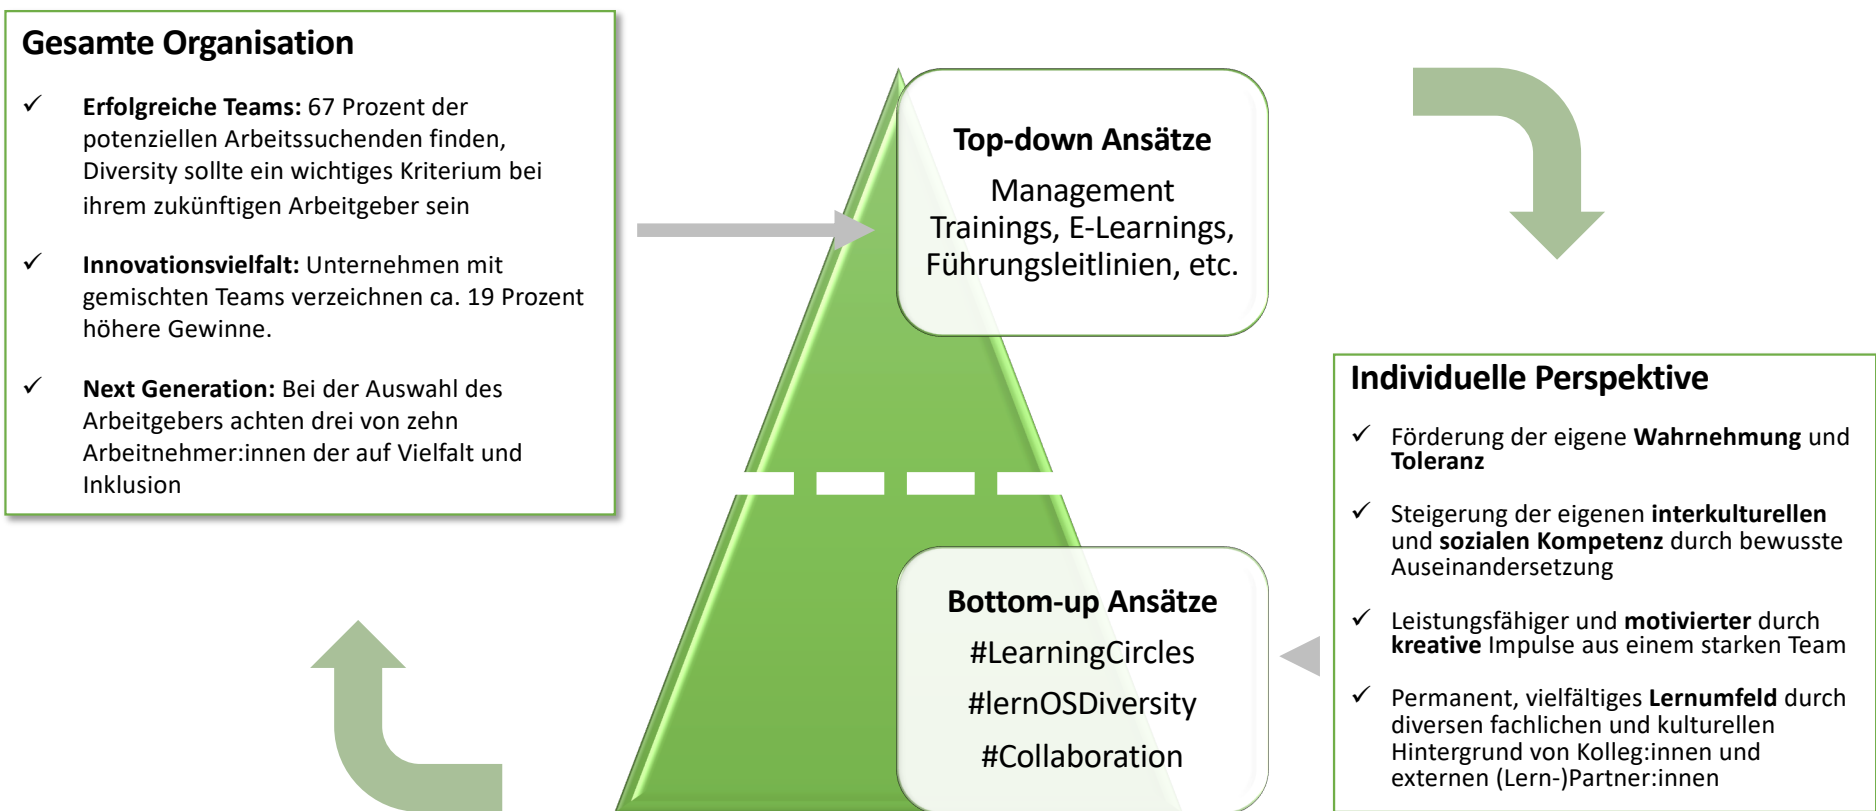 Gesamte Organisation
✓ Erfolgreiche Teams: 67 Prozent der
potenziellen Arbeitssuchenden finden,
Diversity sollte ein wichtiges Kriterium bei
ihrem zukünftigen Arbeitgeber sein
✓ Innovationsvielfalt: Unternehmen mit
gemischten Teams verzeichnen ca. 19 Prozent
höhere Gewinne.
✓ Next Generation: Bei der Auswahl des
Arbeitgebers achten drei von zehn
Arbeitnehmer:innen der auf Vielfalt und
Inklusion
Top-down Ansätze
Management
Trainings, E-Learnings,
Führungsleitlinien, etc.
Bottom-up Ansätze
#LearningCircles
#lernOSDiversity
#Collaboration
Individuelle Perspektive
✓ Förderung der eigene Wahrnehmung und
Toleranz
✓ Steigerung der eigenen interkulturellen
und sozialen Kompetenz durch bewusste
Auseinandersetzung
✓ Leistungsfähiger und motivierter durch
kreative Impulse aus einem starken Team
✓ Permanent, vielfältiges Lernumfeld durch
diversen fachlichen und kulturellen
Hintergrund von Kolleg:innen und
externen (Lern-)Partner:innen